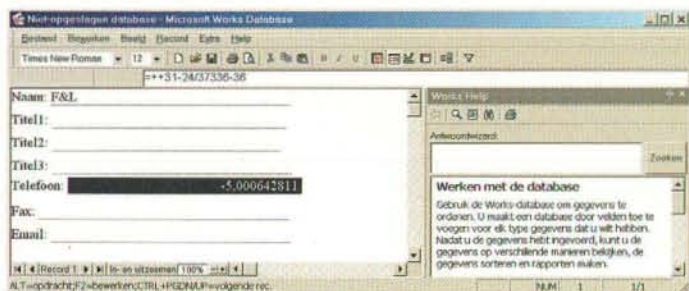 Niet-opgeslagen database - Microsoft Works Database
Bestand Bewerken Beeld Record Extra Help
Times New Roman 12 B I U
=++31-24/37336-36
Naam: F&L
Titel1:
Titel2:
Titel3:
Telefoon: -5,000642811
Fax:
Email:
Record 1 In- en uitzoomen 100%
ALT=opdracht;F2=bewerken;CTRL+PGDN/UP=volgende rec. NUM 1 1/1
Works Help
Antwoordwizard:
Zoeken
Werken met de database
Gebruik de Works-database om gegevens te
ordenen. U maakt een database door velden toe te
voegen voor elk type gegevens dat u wilt hebben.
Nadat u de gegevens hebt ingevoerd, kunt u de
gegevens op verschillende manieren bekijken, de
gegevens sorteren en rapporten maken.